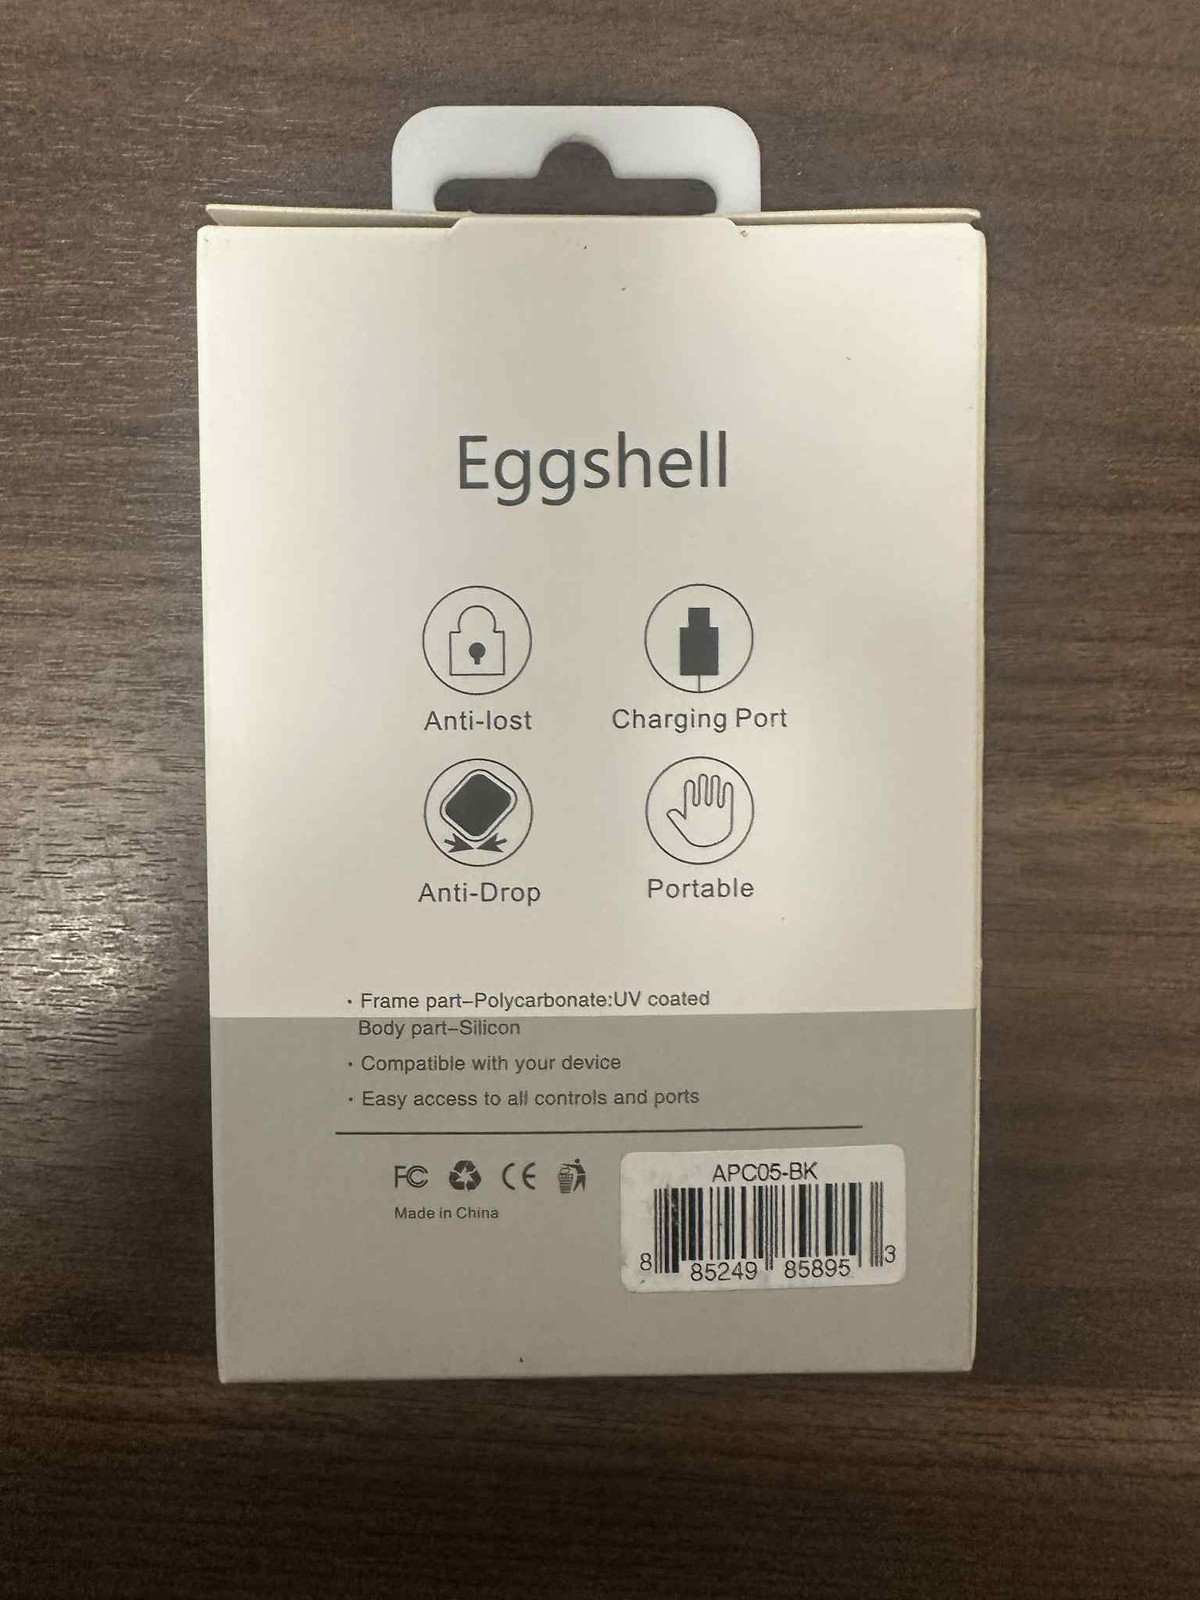 Eggshell
Anti-lost
Charging Port
Anti-Drop
Portable
· Frame part–Polycarbonate:UV coated
Body part–Silicon
· Compatible with your device
· Easy access to all controls and ports
FC CE
Made in China
APC05-BK
8 85249 85895 3